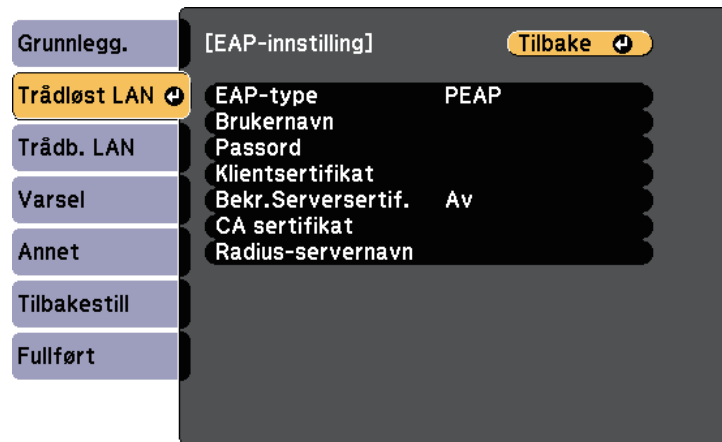 Grunnlegg.
Trådløst LAN
Trådb. LAN
Varsel
Annet
Tilbakestill
Fullført
[EAP-innstilling]
Tilbake
EAP-type PEAP
Brukernavn
Passord
Klientsertifikat
Bekr.Serversertif. Av
CA sertifikat
Radius-servernavn